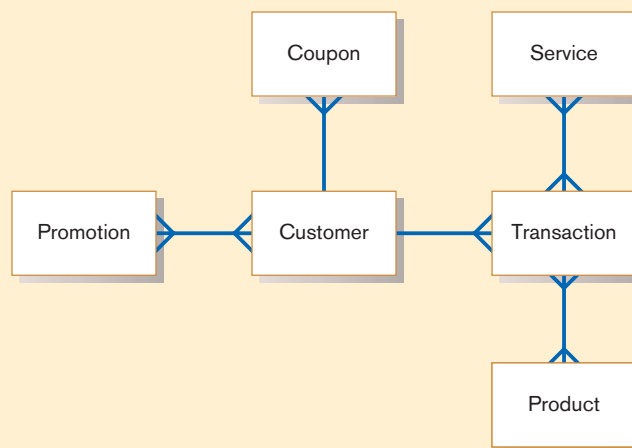 Coupon
Service
Promotion
Customer
Transaction
Product